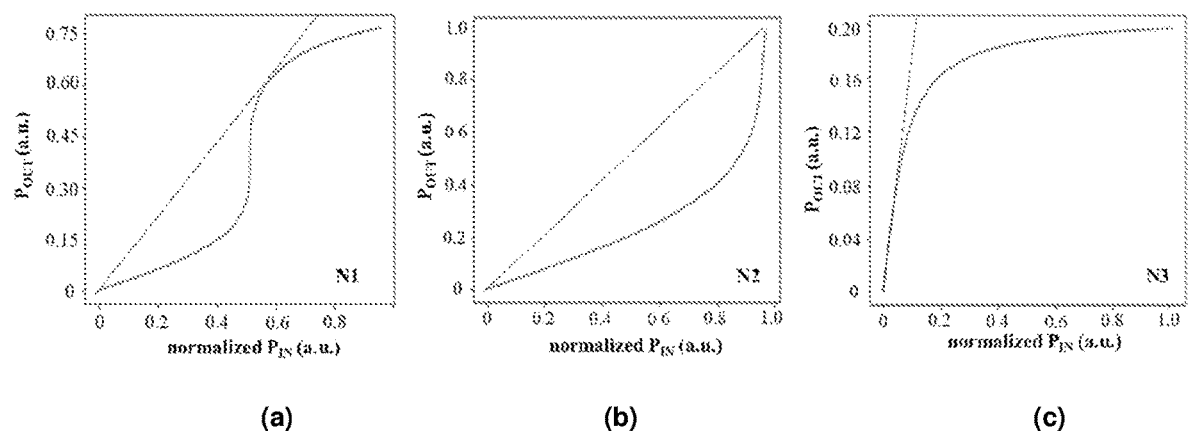 0.75
0.60
0.45
0.30
0.15
0
P_OUT (a.u.)
0 0.2 0.4 0.6 0.8
normalized P_IN (a.u.)
N1
(a)
1.0
0.8
0.6
0.4
0.2
0
P_OUT (a.u.)
0 0.2 0.4 0.6 0.8 1.0
normalized P_IN (a.u.)
N2
(b)
0.20
0.16
0.12
0.08
0.04
0
P_OUT (a.u.)
0 0.2 0.4 0.6 0.8 1.0
normalized P_IN (a.u.)
N3
(c)